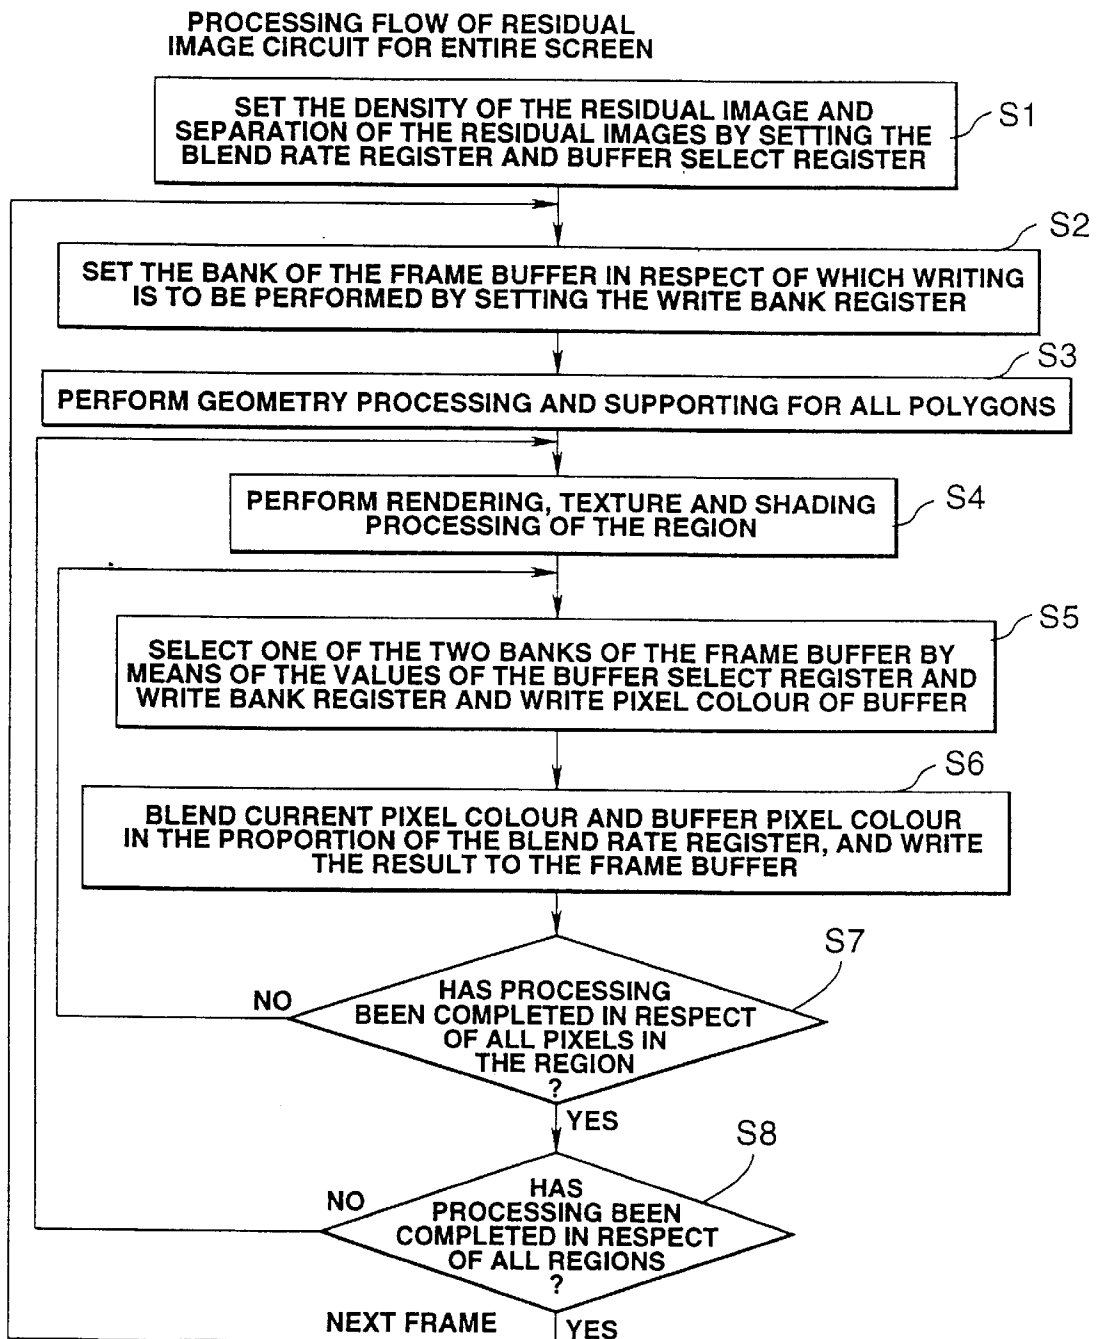 PROCESSING FLOW OF RESIDUAL
IMAGE CIRCUIT FOR ENTIRE SCREEN
SET THE DENSITY OF THE RESIDUAL IMAGE AND
SEPARATION OF THE RESIDUAL IMAGES BY SETTING THE
BLEND RATE REGISTER AND BUFFER SELECT REGISTER
S1
S2
SET THE BANK OF THE FRAME BUFFER IN RESPECT OF WHICH WRITING
IS TO BE PERFORMED BY SETTING THE WRITE BANK REGISTER
S3
PERFORM GEOMETRY PROCESSING AND SUPPORTING FOR ALL POLYGONS
PERFORM RENDERING, TEXTURE AND SHADING
PROCESSING OF THE REGION
S4
S5
SELECT ONE OF THE TWO BANKS OF THE FRAME BUFFER BY
MEANS OF THE VALUES OF THE BUFFER SELECT REGISTER AND
WRITE BANK REGISTER AND WRITE PIXEL COLOUR OF BUFFER
S6
BLEND CURRENT PIXEL COLOUR AND BUFFER PIXEL COLOUR
IN THE PROPORTION OF THE BLEND RATE REGISTER, AND WRITE
THE RESULT TO THE FRAME BUFFER
S7
NO
HAS PROCESSING
BEEN COMPLETED IN RESPECT
OF ALL PIXELS IN
THE REGION
?
YES
S8
NO
HAS
PROCESSING BEEN
COMPLETED IN RESPECT
OF ALL REGIONS
?
NEXT FRAME
YES